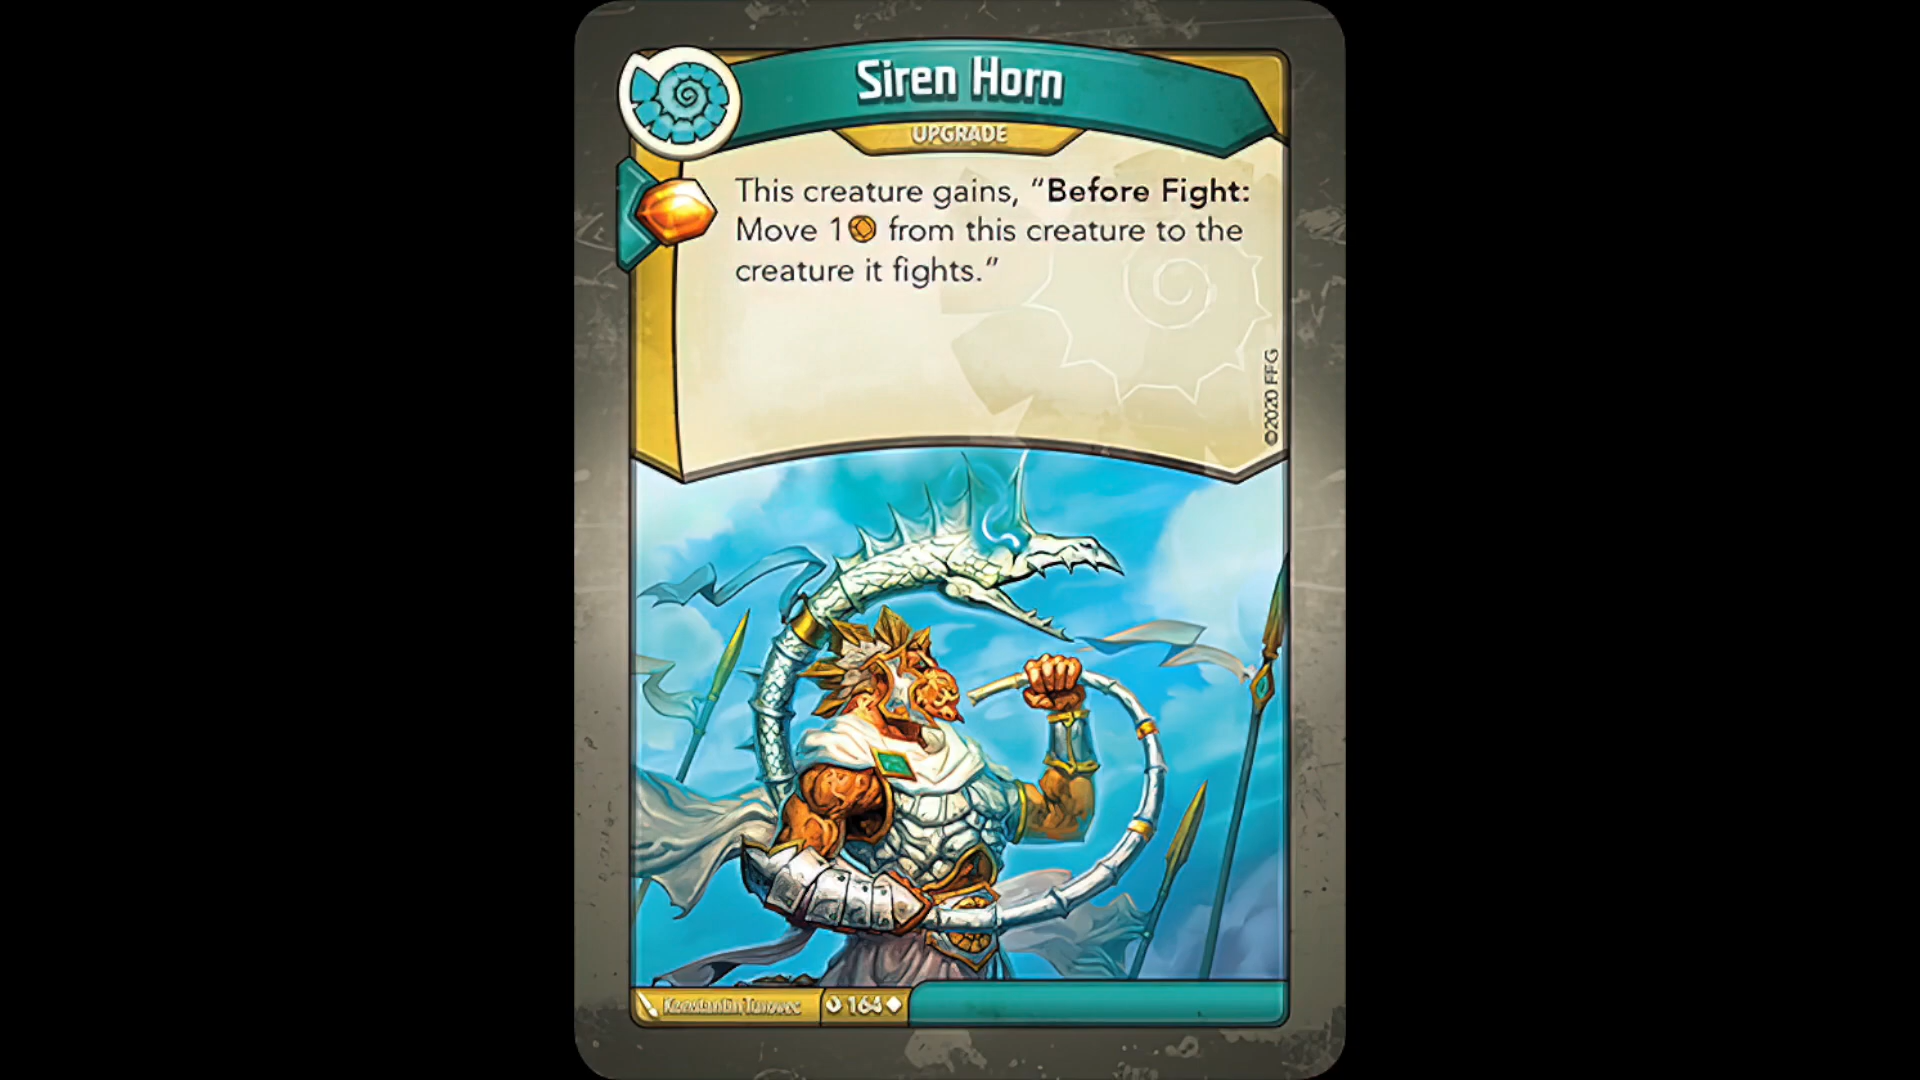 Siren Horn
UPGRADE
This creature gains, “Before Fight:
Move 1 from this creature to the
creature it fights.”
©2020 FFG
164